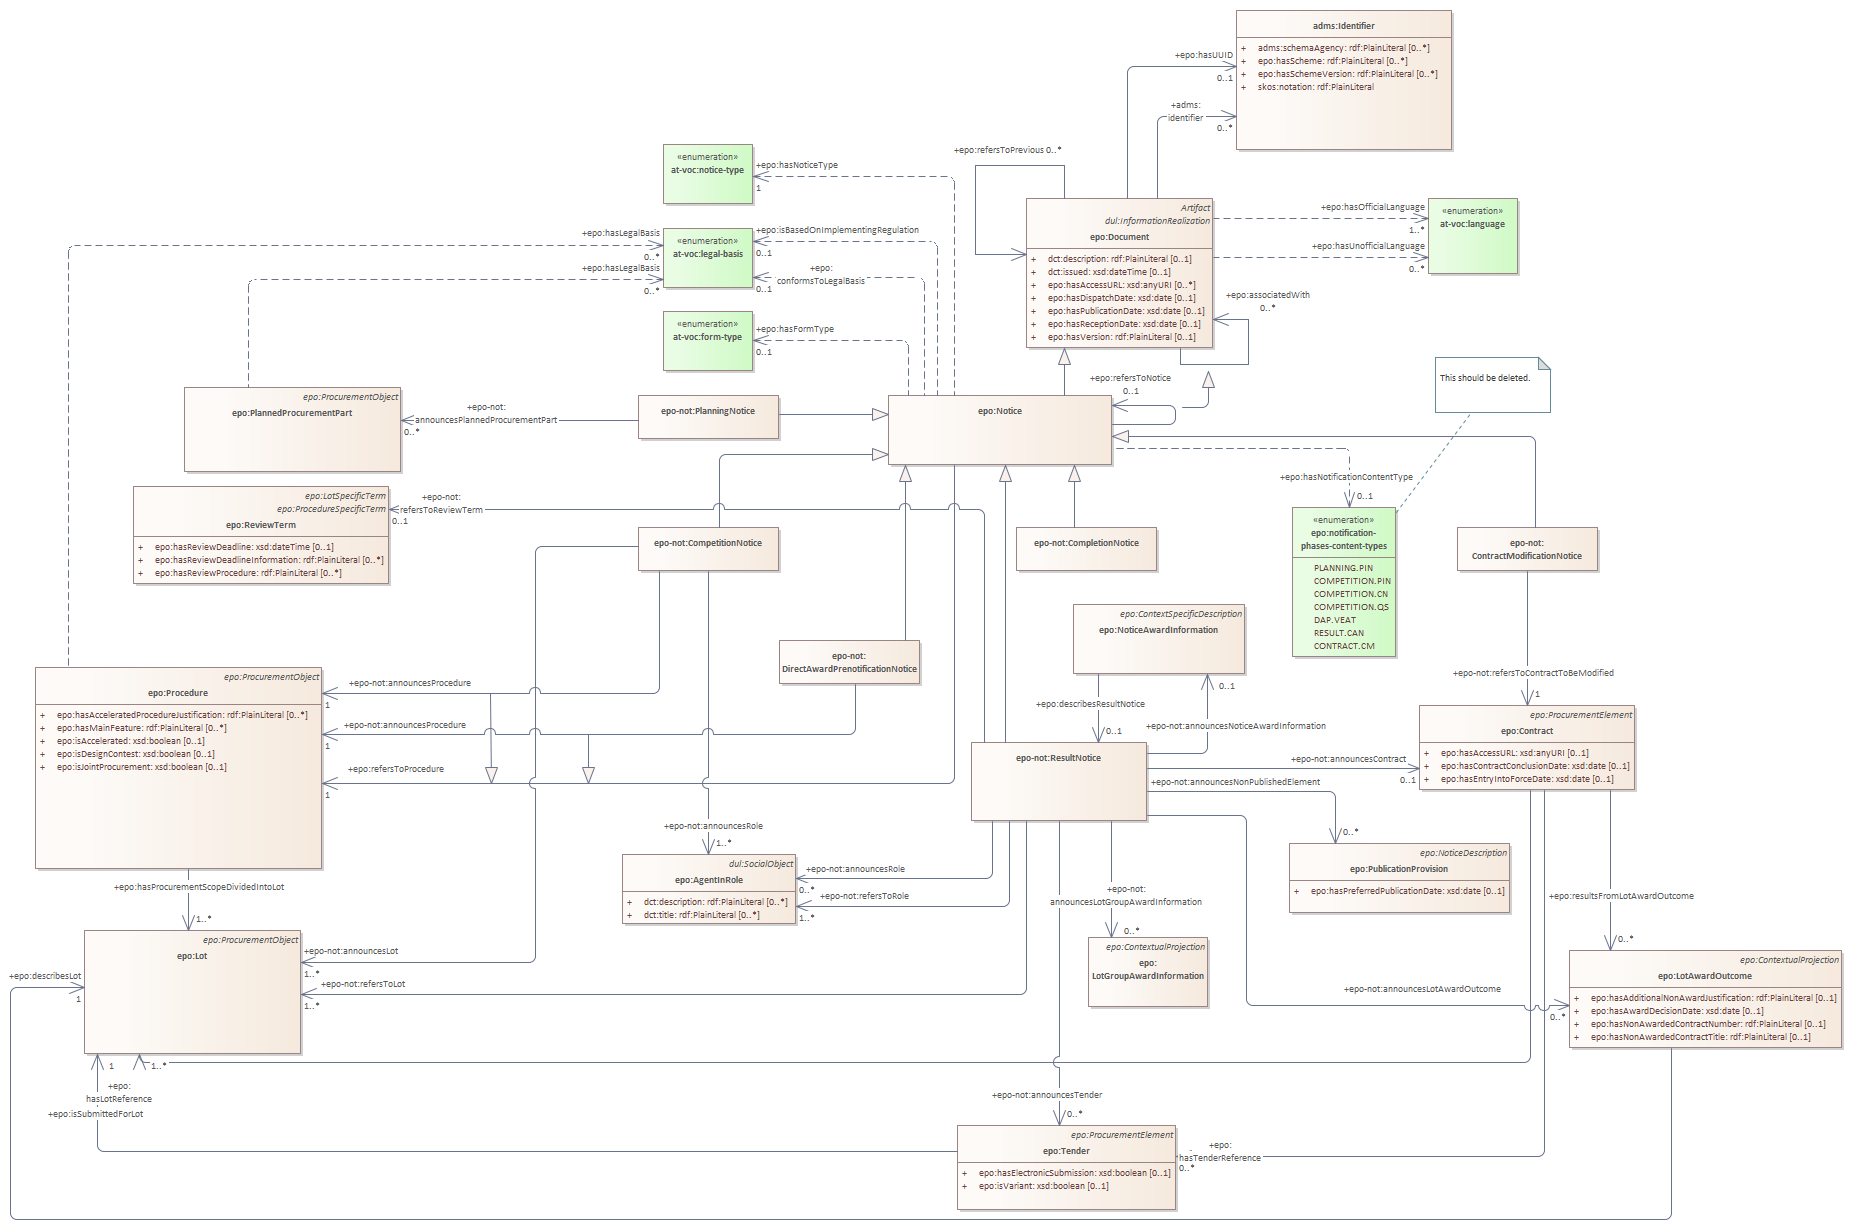 adms:Identifier
+ adms:schemaAgency: rdf:PlainLiteral [0..*]
+ epo:hasScheme: rdf:PlainLiteral [0..*]
+ epo:hasSchemeVersion: rdf:PlainLiteral [0..*]
+ skos:notation: rdf:PlainLiteral
+epo:hasUUID
0..1
+adms:
identifier
0..*
+epo:refersToPrevious 0..*
«enumeration»
at-voc:notice-type
+epo:hasNoticeType
1
Artifact
dul:InformationRealization
epo:Document
+ dct:description: rdf:PlainLiteral [0..1]
+ dct:issued: xsd:dateTime [0..1]
+ epo:hasAccessURL: xsd:anyURI [0..*]
+ epo:hasDispatchDate: xsd:date [0..1]
+ epo:hasPublicationDate: xsd:date [0..1]
+ epo:hasReceptionDate: xsd:date [0..1]
+ epo:hasVersion: rdf:PlainLiteral [0..1]
+epo:hasOfficialLanguage
1..*
+epo:hasUnofficialLanguage
0..*
«enumeration»
at-voc:language
+epo:hasLegalBasis
0..*
+epo:hasLegalBasis
0..*
«enumeration»
at-voc:legal-basis
+epo:isBasedOnImplementingRegulation
0..1
+epo:
conformsToLegalBasis
0..1
+epo:associatedWith
0..*
«enumeration»
at-voc:form-type
+epo:hasFormType
0..1
This should be deleted.
+epo:refersToNotice
0..1
epo:ProcurementObject
epo:PlannedProcurementPart
+epo-not:
announcesPlannedProcurementPart
0..*
epo-not:PlanningNotice
epo:Notice
+epo:hasNotificationContentType
0..1
epo:LotSpecificTerm
epo:ProcedureSpecificTerm
epo:ReviewTerm
+ epo:hasReviewDeadline: xsd:dateTime [0..1]
+ epo:hasReviewDeadlineInformation: rdf:PlainLiteral [0..*]
+ epo:hasReviewProcedure: rdf:PlainLiteral [0..*]
+epo-not:
refersToReviewTerm
0..1
epo-not:CompetitionNotice
epo-not:CompletionNotice
«enumeration»
epo:notification-
phases-content-types
PLANNING.PIN
COMPETITION.PIN
COMPETITION.CN
COMPETITION.QS
DAP.VEAT
RESULT.CAN
CONTRACT.CM
epo-not:
ContractModificationNotice
epo:ContextSpecificDescription
epo:NoticeAwardInformation
epo-not:
DirectAwardPrenotificationNotice
+epo-not:refersToContractToBeModified
1
epo:ProcurementObject
epo:Procedure
+ epo:hasAcceleratedProcedureJustification: rdf:PlainLiteral [0..*]
+ epo:hasMainFeature: rdf:PlainLiteral [0..*]
+ epo:isAccelerated: xsd:boolean [0..1]
+ epo:isDesignContest: xsd:boolean [0..1]
+ epo:isJointProcurement: xsd:boolean [0..1]
+epo-not:announcesProcedure
1
+epo-not:announcesProcedure
1
+epo:refersToProcedure
1
+epo:describesResultNotice
0..1
0..1
+epo-not:announcesNoticeAwardInformation
epo-not:ResultNotice
+epo-not:announcesContract
0..1
+epo-not:announcesNonPublishedElement
0..*
epo:ProcurementElement
epo:Contract
+ epo:hasAccessURL: xsd:anyURI [0..1]
+ epo:hasContractConclusionDate: xsd:date [0..1]
+ epo:hasEntryIntoForceDate: xsd:date [0..1]
+epo-not:announcesRole
1..*
dul:SocialObject
epo:AgentInRole
+ dct:description: rdf:PlainLiteral [0..*]
+ dct:title: rdf:PlainLiteral [0..*]
+epo-not:announcesRole
0..*
+epo-not:refersToRole
1..*
+epo-not:
announcesLotGroupAwardInformation
0..*
epo:NoticeDescription
epo:PublicationProvision
+ epo:hasPreferredPublicationDate: xsd:date [0..1]
+epo:resultsFromLotAwardOutcome
0..*
+epo:hasProcurementScopeDividedIntoLot
1..*
epo:ProcurementObject
epo:Lot
+epo:describesLot
1
+epo-not:announcesLot
1..*
+epo-not:refersToLot
1..*
epo:ContextualProjection
epo:
LotGroupAwardInformation
+epo-not:announcesLotAwardOutcome
0..*
epo:ContextualProjection
epo:LotAwardOutcome
+ epo:hasAdditionalNonAwardJustification: rdf:PlainLiteral [0..1]
+ epo:hasAwardDecisionDate: xsd:date [0..1]
+ epo:hasNonAwardedContractNumber: rdf:PlainLiteral [0..1]
+ epo:hasNonAwardedContractTitle: rdf:PlainLiteral [0..1]
1
1..*
+epo:
hasLotReference
+epo:isSubmittedForLot
+epo-not:announcesTender
0..*
epo:ProcurementElement
epo:Tender
+ epo:hasElectronicSubmission: xsd:boolean [0..1]
+ epo:isVariant: xsd:boolean [0..1]
+epo:
hasTenderReference
0..*